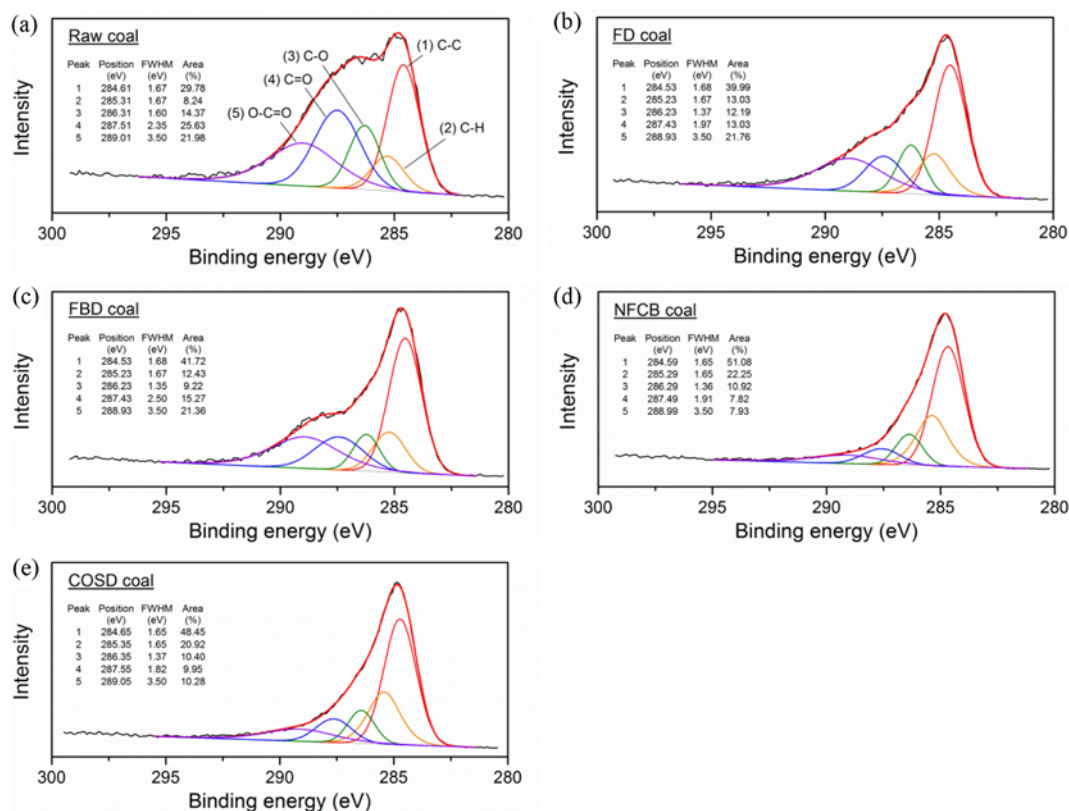 (a)
Raw coal
Peak Position FWHM Area
(eV) (eV) (%)
1 284.61 1.67 29.78
2 285.31 1.67 8.24
3 286.31 1.60 14.37
4 287.51 2.35 25.63
5 289.01 3.50 21.98
(1) C-C
(3) C-O
(4) C=O
(5) O-C=O
(2) C-H
Intensity
300 295 290 285 280
Binding energy (eV)
(b)
FD coal
Peak Position FWHM Area
(eV) (eV) (%)
1 284.53 1.68 39.99
2 285.23 1.67 13.03
3 286.23 1.37 12.19
4 287.43 1.97 13.03
5 288.93 3.50 21.76
Intensity
300 295 290 285 280
Binding energy (eV)
(c)
FBD coal
Peak Position FWHM Area
(eV) (eV) (%)
1 284.53 1.68 41.72
2 285.23 1.67 12.43
3 286.23 1.35 9.22
4 287.43 2.50 15.27
5 288.93 3.50 21.36
Intensity
300 295 290 285 280
Binding energy (eV)
(d)
NFCB coal
Peak Position FWHM Area
(eV) (eV) (%)
1 284.59 1.65 51.08
2 285.29 1.65 22.25
3 286.29 1.36 10.92
4 287.49 1.91 7.82
5 288.99 3.50 7.93
Intensity
300 295 290 285 280
Binding energy (eV)
(e)
COSD coal
Peak Position FWHM Area
(eV) (eV) (%)
1 284.65 1.65 48.45
2 285.35 1.65 20.92
3 286.35 1.37 10.40
4 287.55 1.82 9.95
5 289.05 3.50 10.28
Intensity
300 295 290 285 280
Binding energy (eV)